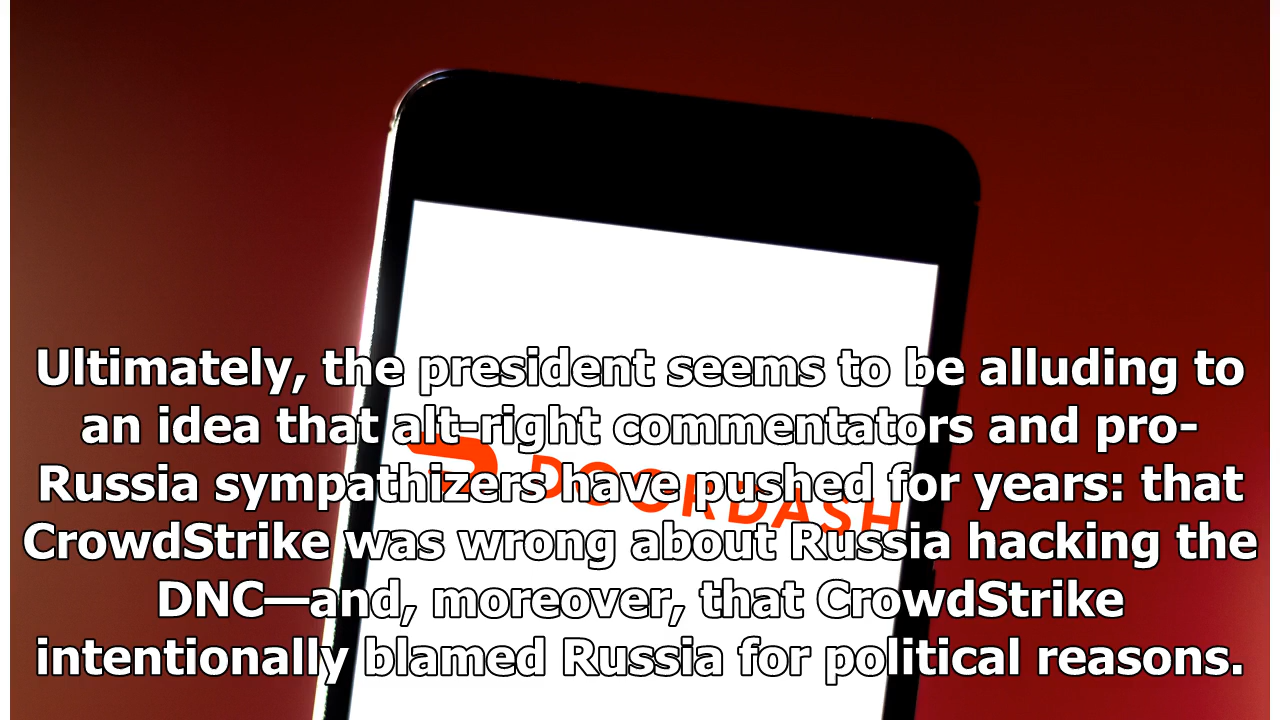 Ultimately, the president seems to be alluding to
an idea that alt-right commentators and pro-
Russia sympathizers have pushed for years: that
DOORDASH
CrowdStrike was wrong about Russia hacking the
DNC—and, moreover, that CrowdStrike
intentionally blamed Russia for political reasons.